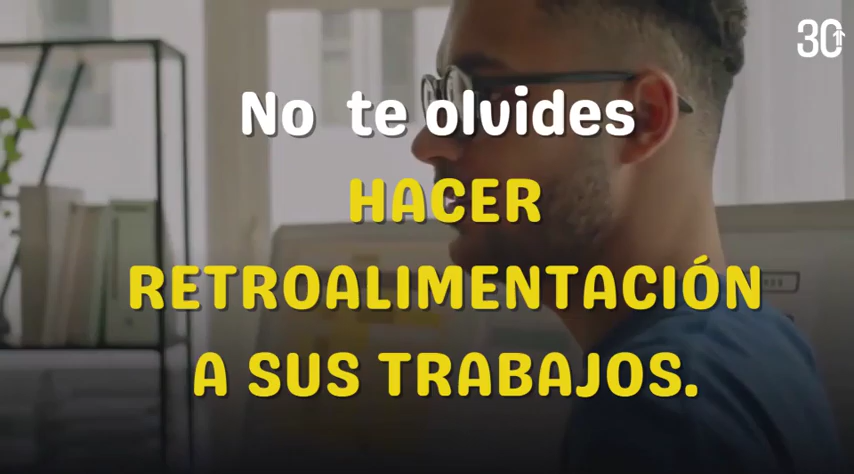 30
No te olvides
HACER
RETROALIMENTACIÓN
A SUS TRABAJOS.